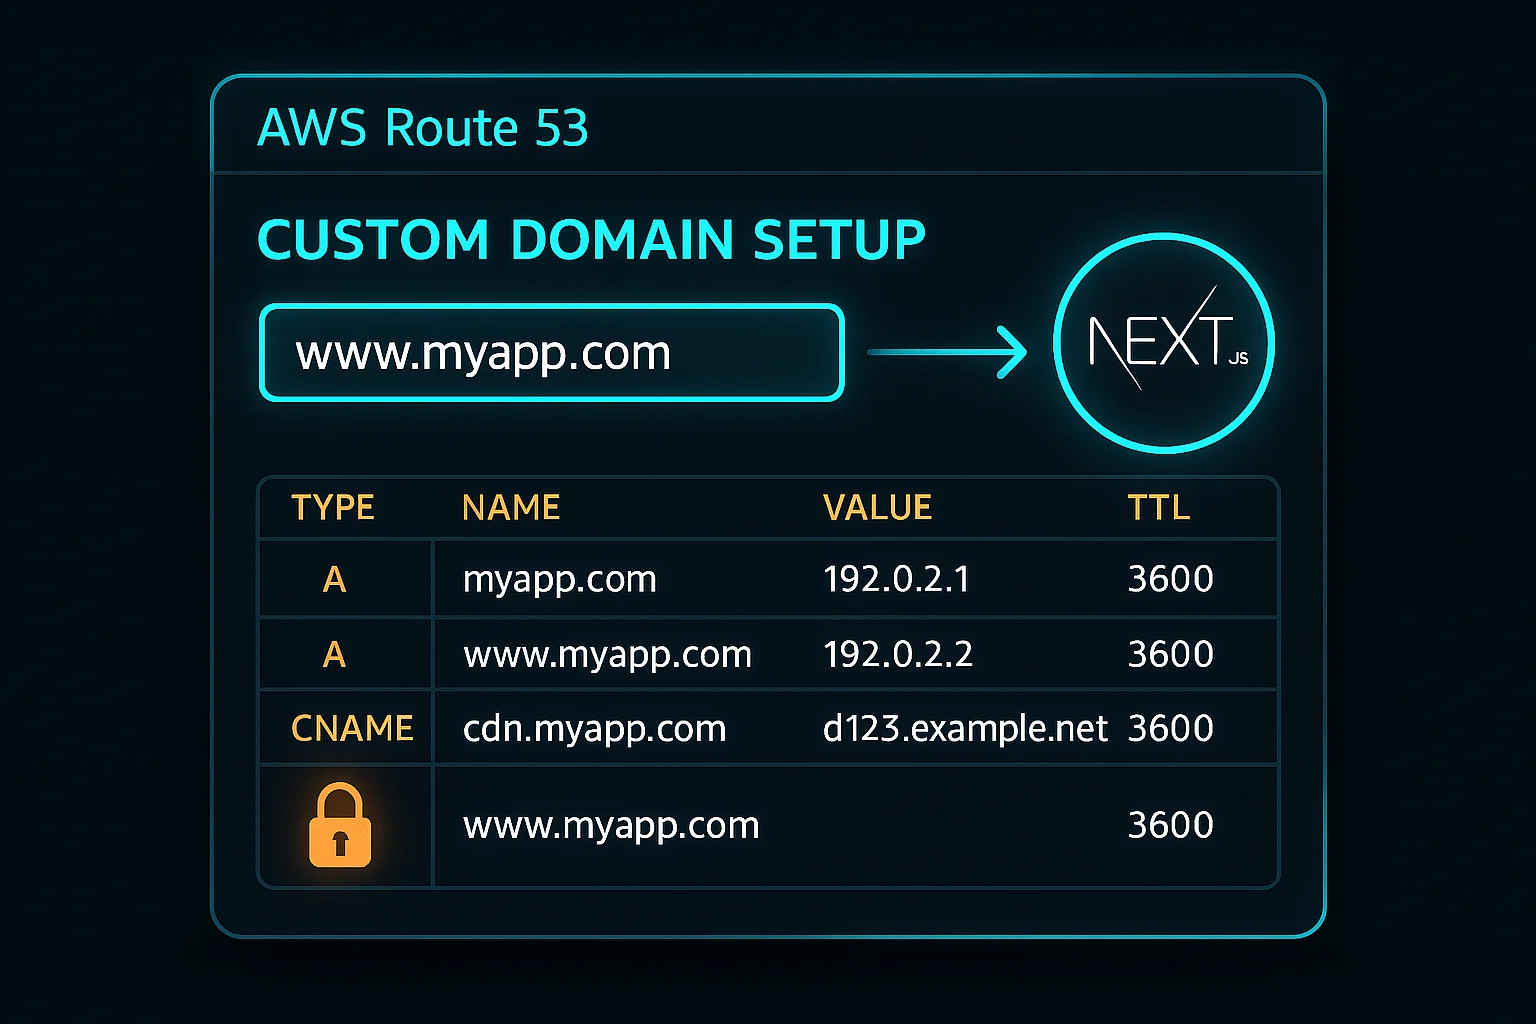 AWS Route 53
CUSTOM DOMAIN SETUP
www.myapp.com
NEXT.JS
TYPE NAME VALUE TTL
A myapp.com 192.0.2.1 3600
A www.myapp.com 192.0.2.2 3600
CNAME cdn.myapp.com d123.example.net 3600
www.myapp.com 3600